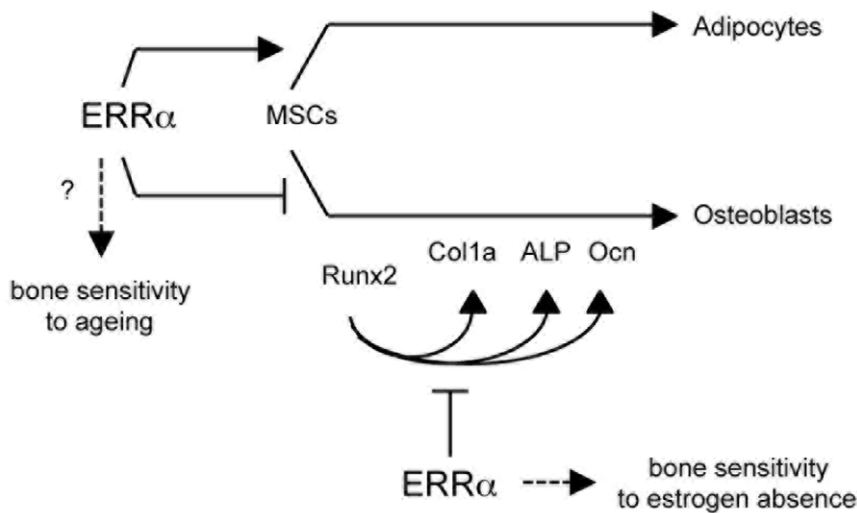 Adipocytes
ERRα
MSCs
?
Osteoblasts
Col1a ALP Ocn
Runx2
bone sensitivity
to ageing
ERRα
bone sensitivity
to estrogen absence